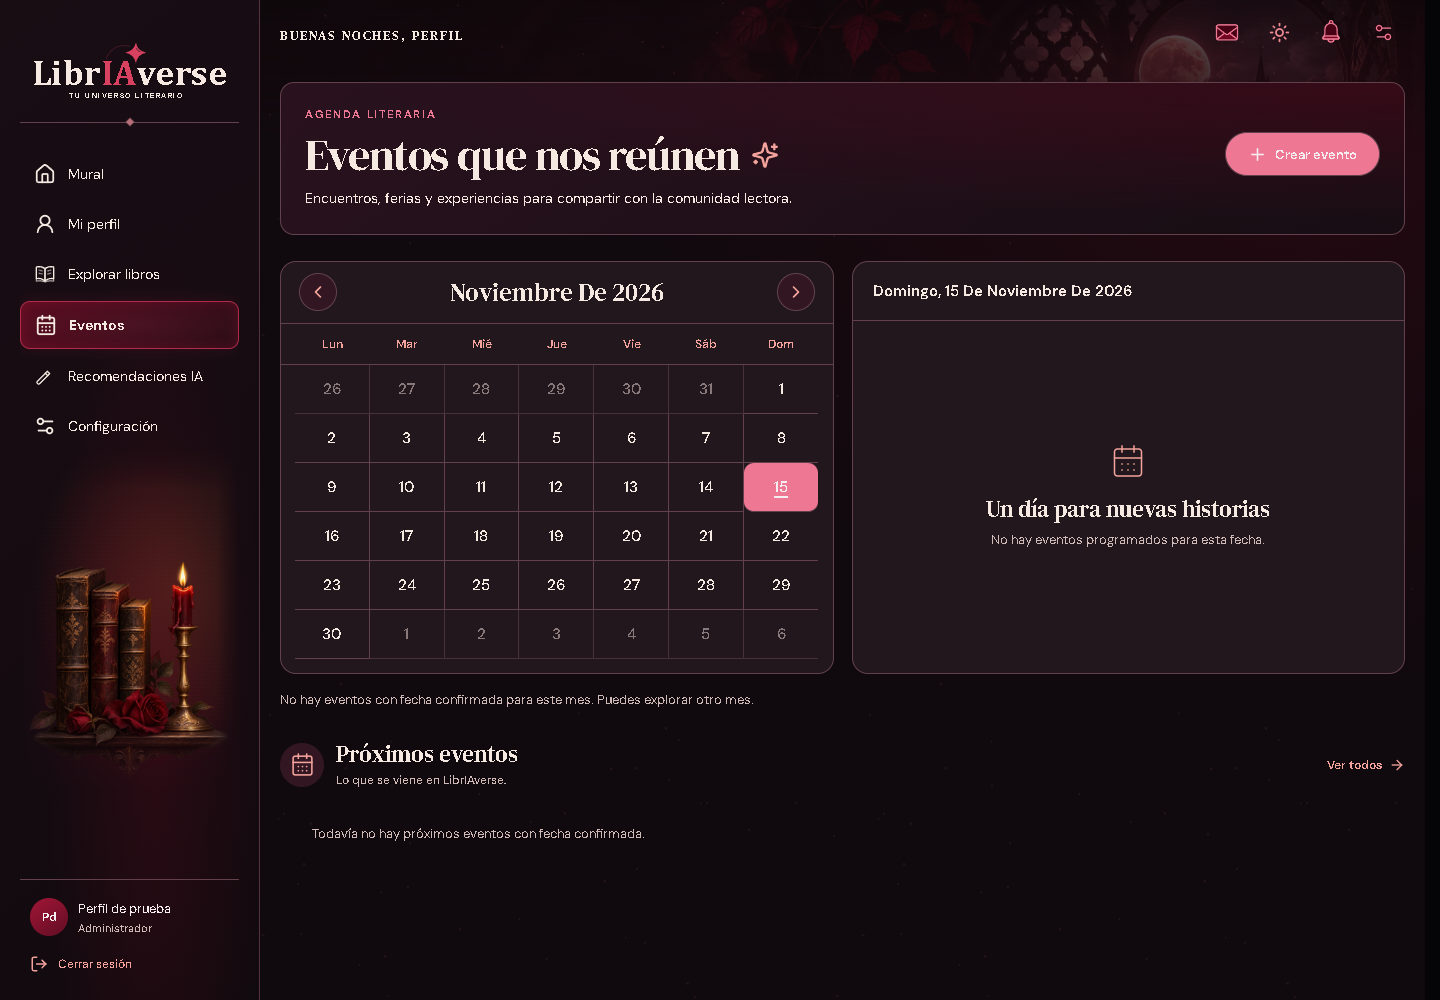 LibrIAverse
TU UNIVERSO LITERARIO
Mural
Mi perfil
Explorar libros
Eventos
Recomendaciones IA
Configuración
Pd
Perfil de prueba
Administrador
Cerrar sesión
BUENAS NOCHES, PERFIL
AGENDA LITERARIA
Eventos que nos reúnen
Encuentros, ferias y experiencias para compartir con la comunidad lectora.
Crear evento
Noviembre De 2026
Lun Mar Mié Jue Vie Sáb Dom
26 27 28 29 30 31 1
2 3 4 5 6 7 8
9 10 11 12 13 14 15
16 17 18 19 20 21 22
23 24 25 26 27 28 29
30 1 2 3 4 5 6
Domingo, 15 De Noviembre De 2026
Un día para nuevas historias
No hay eventos programados para esta fecha.
No hay eventos con fecha confirmada para este mes. Puedes explorar otro mes.
Próximos eventos
Lo que se viene en LibrIAverse.
Ver todos
Todavía no hay próximos eventos con fecha confirmada.